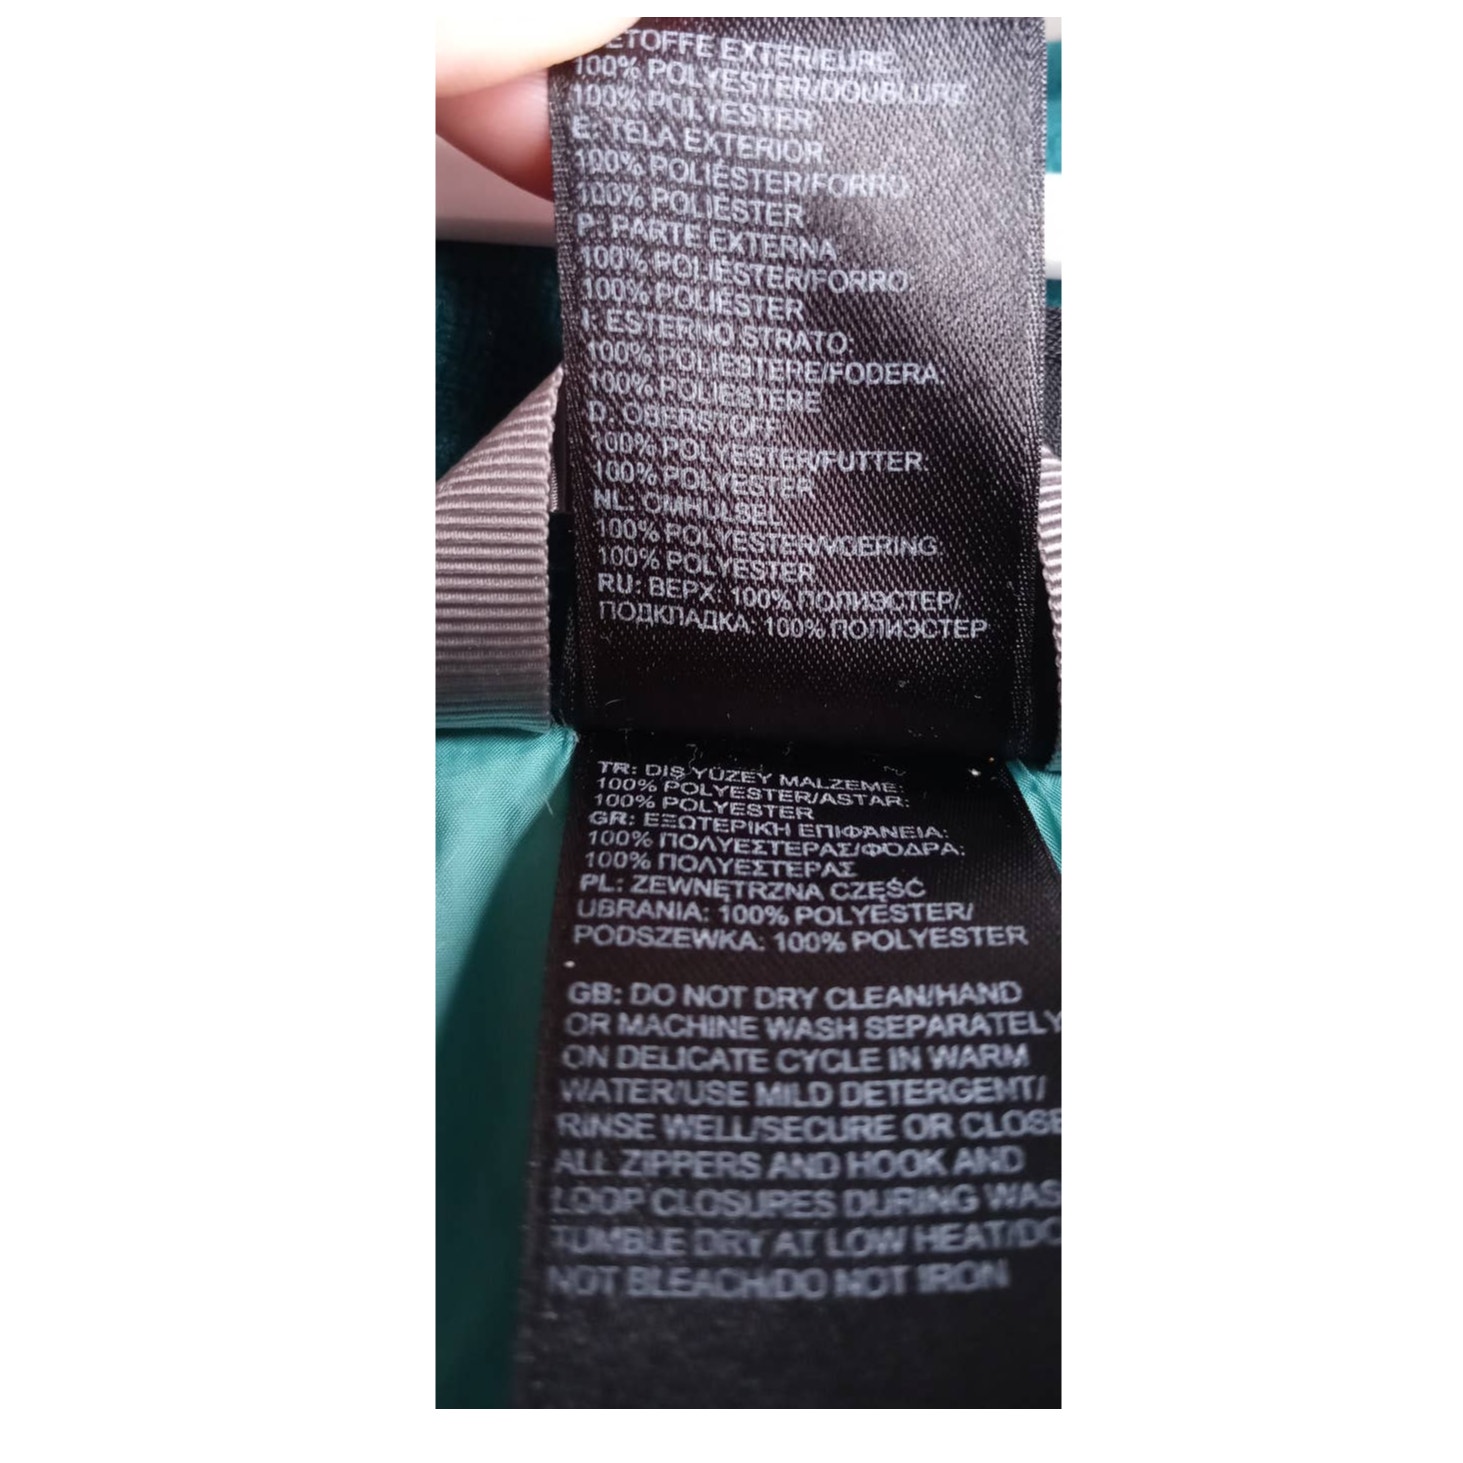 ETOFFE EXTERIEURE
100% POLYESTER/DOUBLURE
100% POLYESTER
E: TELA EXTERIOR
100% POLIÉSTER/FORRO
100% POLIÉSTER
P: PARTE EXTERNA
100% POLIÉSTER/FORRO
100% POLIÉSTER
I: ESTERNO STRATO:
100% POLIESTERE/FODERA
100% POLIESTERE
D: OBERSTOFF
100% POLYESTER/FUTTER:
100% POLYESTER
NL: OMHULSEL
100% POLYESTER/VOERING:
100% POLYESTER
RU: ВЕРХ: 100% ПОЛИЭСТЕР/
ПОДКЛАДКА: 100% ПОЛИЭСТЕР
TR: DIŞ YÜZEY MALZEME
100% POLYESTER/ASTAR:
100% POLYESTER
GR: ΕΞΩΤΕΡΙΚΗ ΕΠΙΦΑΝΕΙΑ:
100% ΠΟΛΥΕΣΤΕΡΑΣ/ΦΟΔΡΑ:
100% ΠΟΛΥΕΣΤΕΡΑΣ
PL: ZEWNĘTRZNA CZĘŚĆ
UBRANIA: 100% POLYESTER/
PODSZEWKA: 100% POLYESTER
GB: DO NOT DRY CLEAN/HAND
OR MACHINE WASH SEPARATELY
ON DELICATE CYCLE IN WARM
WATER/USE MILD DETERGENT/
RINSE WELL/SECURE OR CLOSE
ALL ZIPPERS AND HOOK AND
LOOP CLOSURES DURING WAS
TUMBLE DRY AT LOW HEAT/DO
NOT BLEACH/DO NOT IRON